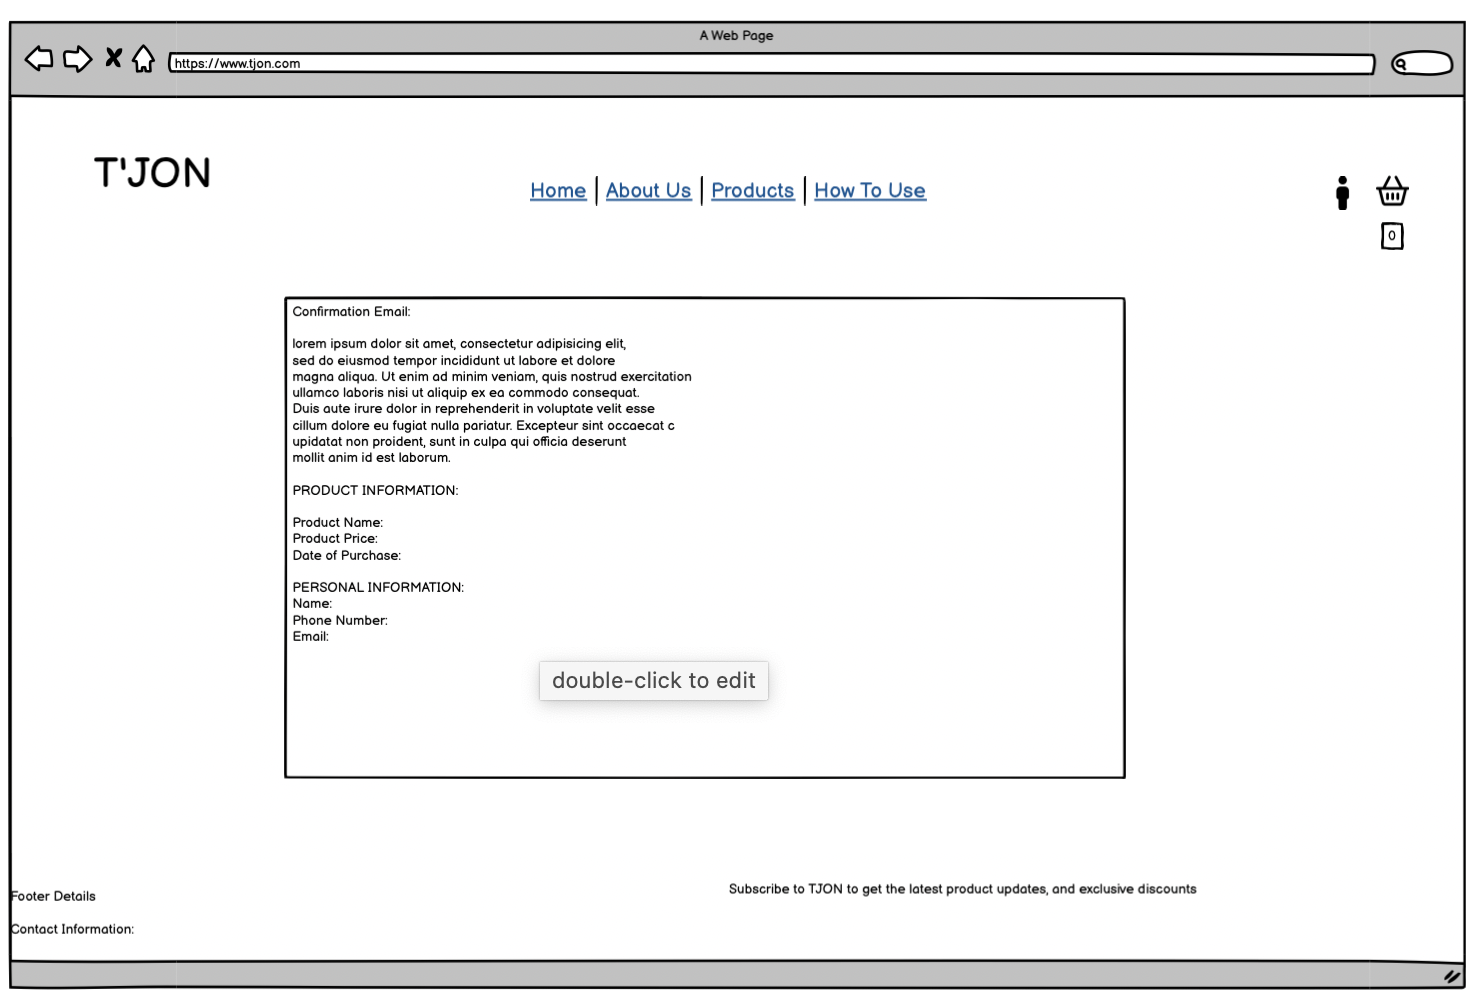 A Web Page
https://www.tjon.com
T'JON
Home | About Us | Products | How To Use
0
Confirmation Email:
lorem ipsum dolor sit amet, consectetur adipisicing elit,
sed do eiusmod tempor incididunt ut labore et dolore
magna aliqua. Ut enim ad minim veniam, quis nostrud exercitation
ullamco laboris nisi ut aliquip ex ea commodo consequat.
Duis aute irure dolor in reprehenderit in voluptate velit esse
cillum dolore eu fugiat nulla pariatur. Excepteur sint occaecat c
upidatat non proident, sunt in culpa qui officia deserunt
mollit anim id est laborum.
PRODUCT INFORMATION:
Product Name:
Product Price:
Date of Purchase:
PERSONAL INFORMATION:
Name:
Phone Number:
Email:
double-click to edit
Subscribe to TJON to get the latest product updates, and exclusive discounts
Footer Details
Contact Information: